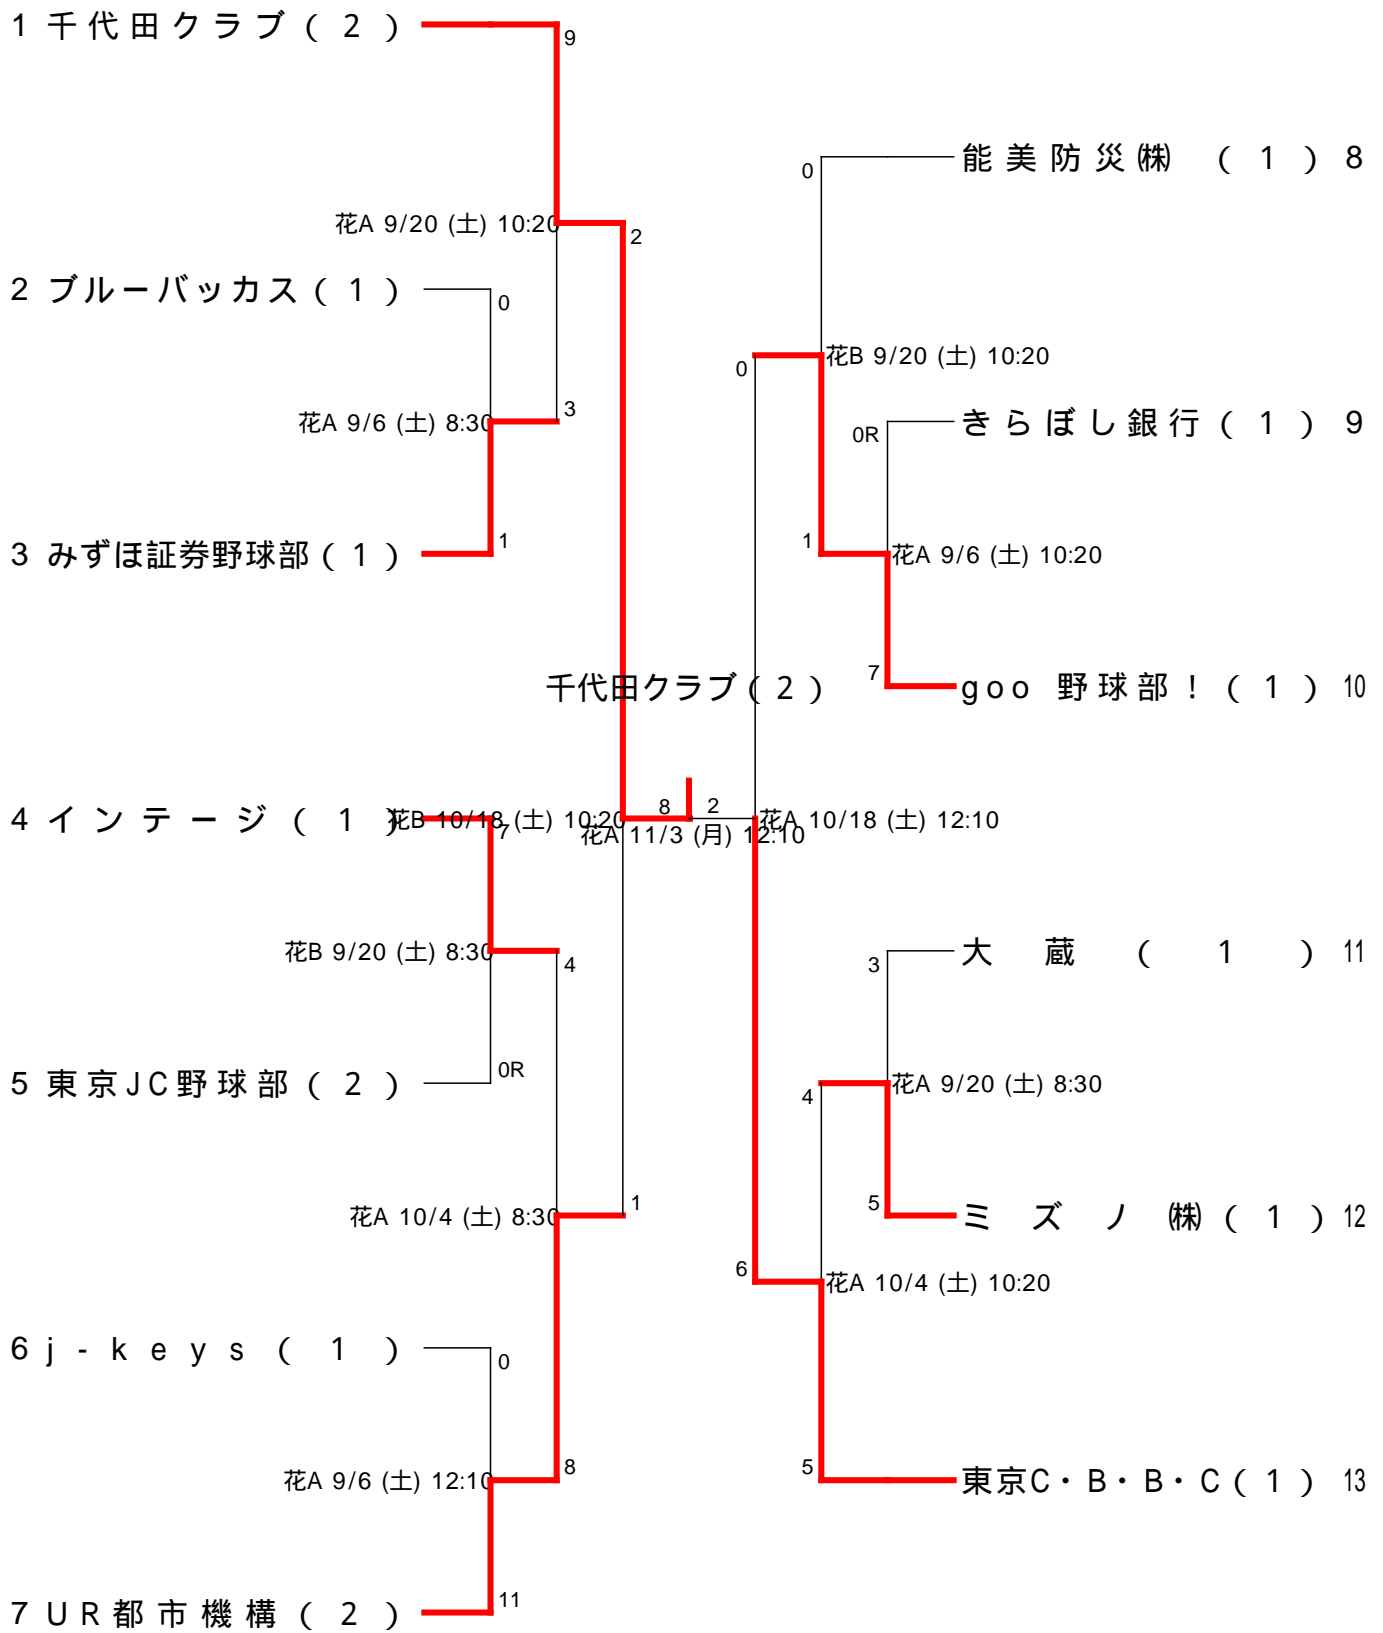 1 千代田クラブ(2)
9
能美防災㈱ (1) 8
0
花A 9/20 (土) 10:20
2
2 ブルーバッカス(1)
0
花B 9/20 (土) 10:20
0
花A 9/6 (土) 8:30
3
きらぼし銀行(1) 9
0R
3 みずほ証券野球部(1)
1
1
花A 9/6 (土) 10:20
千代田クラブ(2)
7
goo 野球部!(1) 10
4 インテージ(1)
7
花B 10/18 (土) 10:20
8
2
花A 10/18 (土) 12:10
花A 11/3 (月) 12:10
花B 9/20 (土) 8:30
4
3
大蔵(1) 11
5 東京JC野球部(2)
0R
4
花A 9/20 (土) 8:30
花A 10/4 (土) 8:30
1
5
ミズノ㈱(1) 12
6
花A 10/4 (土) 10:20
6 j-keys(1)
0
花A 9/6 (土) 12:10
8
5
東京C・B・B・C(1) 13
7 UR都市機構(2)
11